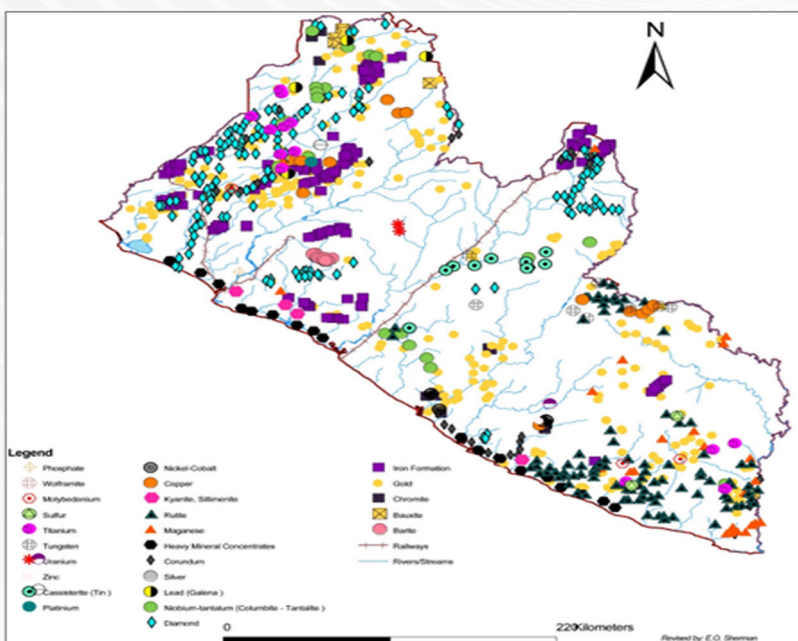 N
Legend
Phosphate
Wolframite
Molybedenium
Sulfur
Titanium
Tungsten
Uranium
Zinc
Cassisterite (Tin )
Platinium
Nickel-Cobalt
Copper
Kyanite, Sillimenite
Rutile
Maganese
Heavy Mineral Concentrates
Corundum
Silver
Lead (Galena )
Niobium-tantalum (Columbite - Tantalite )
Diamond
Iron Formation
Gold
Chromite
Bauxite
Barite
Railways
Rivers/Streams
0
220Kilometers
Revised by: E.O. Sherman